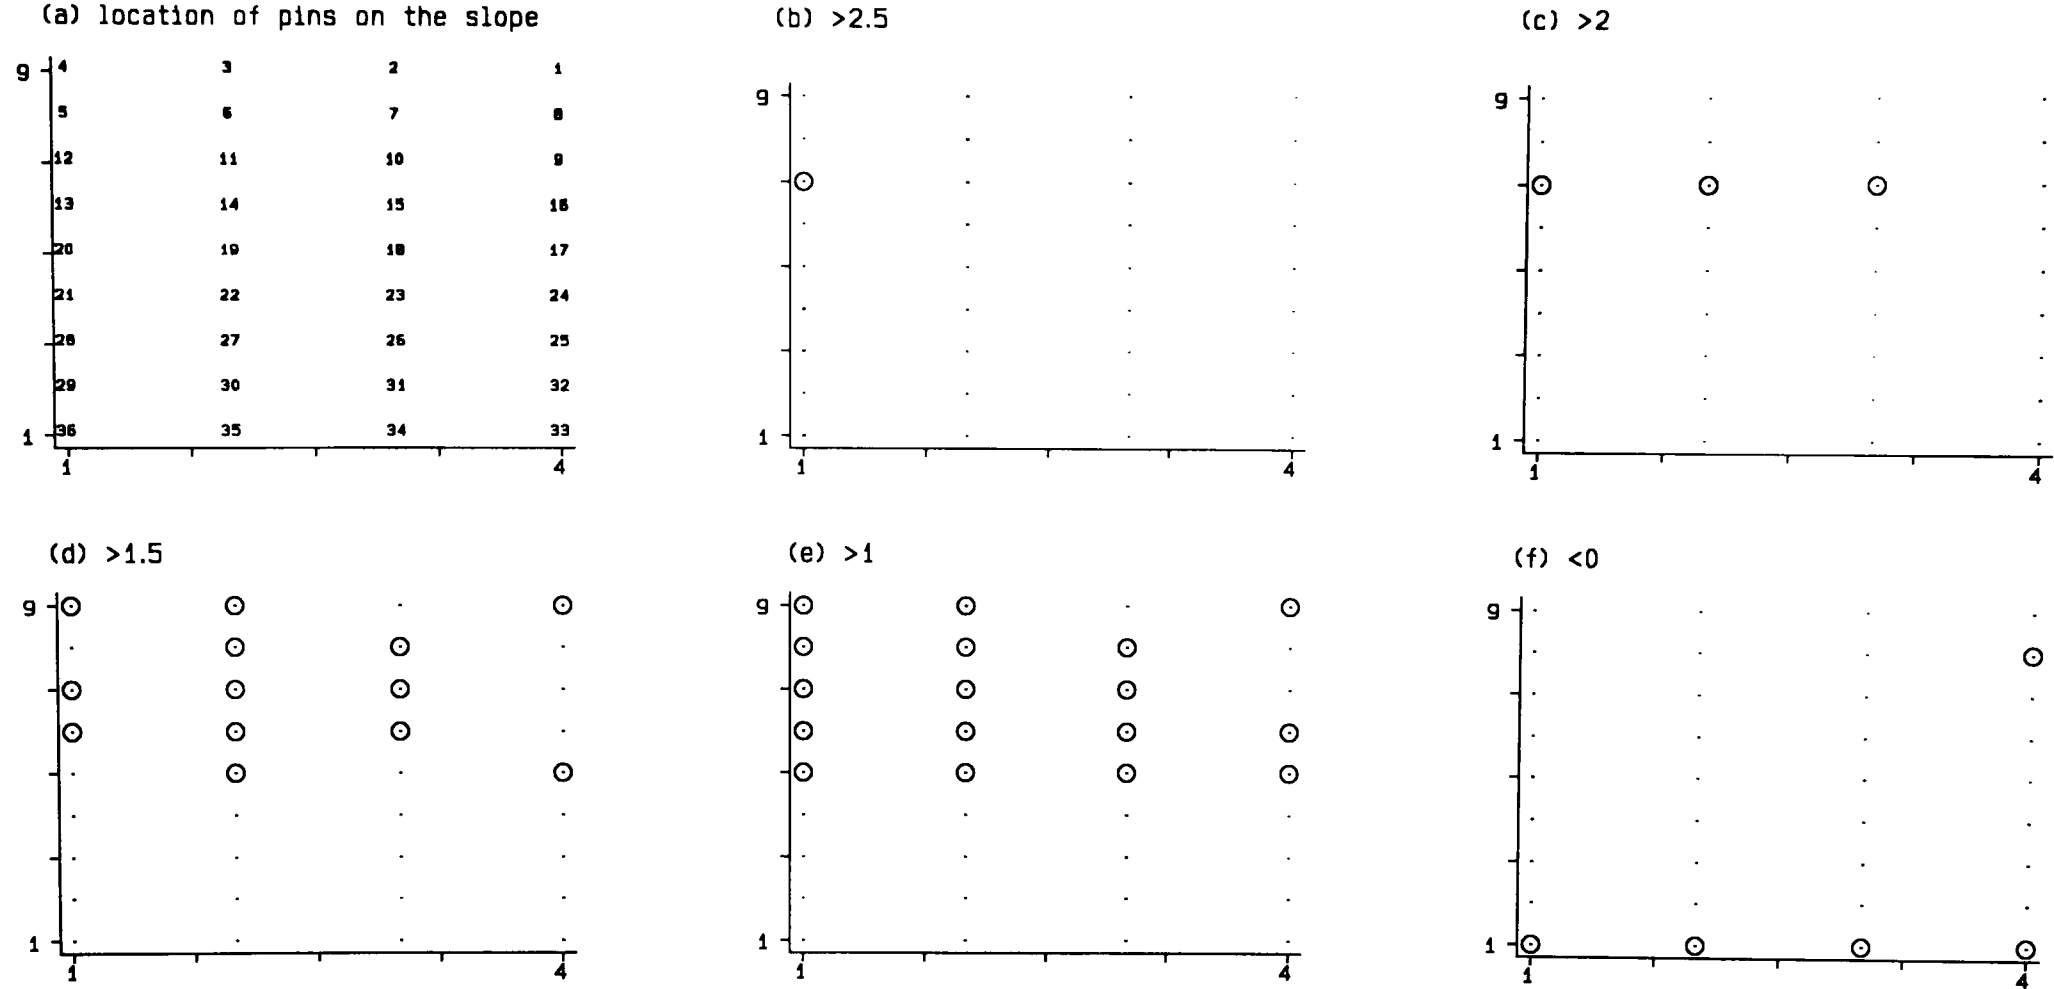 (a) location of pins on the slope
9 4 3 2 1
5 6 7 8
12 11 10 9
13 14 15 16
20 19 18 17
21 22 23 24
28 27 26 25
29 30 31 32
1 36 35 34 33
1 4
(b) >2.5
9
1
1 4
(c) >2
9
1
1 4
(d) >1.5
9
1
1 4
(e) >1
9
1
1 4
(f) <0
9
1
1 4